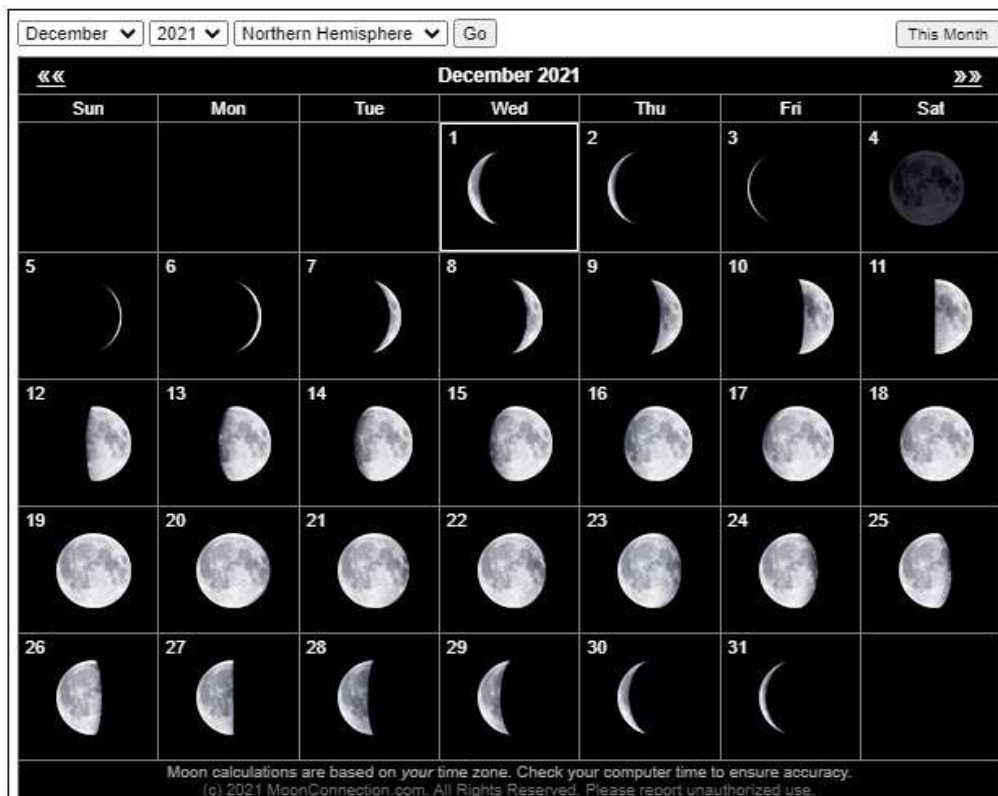 December 2021 Northern Hemisphere Go This Month
«« December 2021 »»
Sun Mon Tue Wed Thu Fri Sat
1 2 3 4
5 6 7 8 9 10 11
12 13 14 15 16 17 18
19 20 21 22 23 24 25
26 27 28 29 30 31
Moon calculations are based on your time zone. Check your computer time to ensure accuracy.
(c) 2021 MoonConnection.com. All Rights Reserved. Please report unauthorized use.